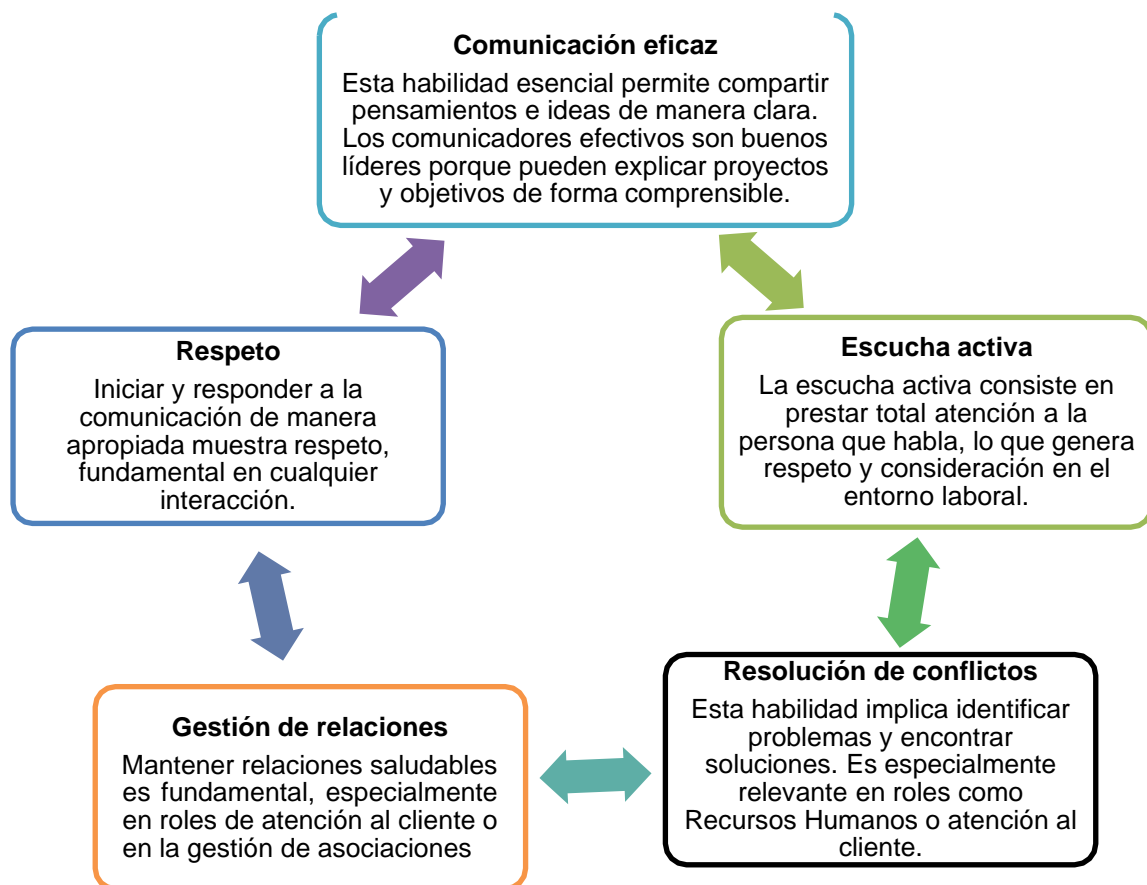 Comunicación eficaz
Esta habilidad esencial permite compartir
pensamientos e ideas de manera clara.
Los comunicadores efectivos son buenos
líderes porque pueden explicar proyectos
y objetivos de forma comprensible.
Respeto
Iniciar y responder a la
comunicación de manera
apropiada muestra respeto,
fundamental en cualquier
interacción.
Escucha activa
La escucha activa consiste en
prestar total atención a la
persona que habla, lo que genera
respeto y consideración en el
entorno laboral.
Gestión de relaciones
Mantener relaciones saludables
es fundamental, especialmente
en roles de atención al cliente o
en la gestión de asociaciones
Resolución de conflictos
Esta habilidad implica identificar
problemas y encontrar
soluciones. Es especialmente
relevante en roles como
Recursos Humanos o atención al
cliente.